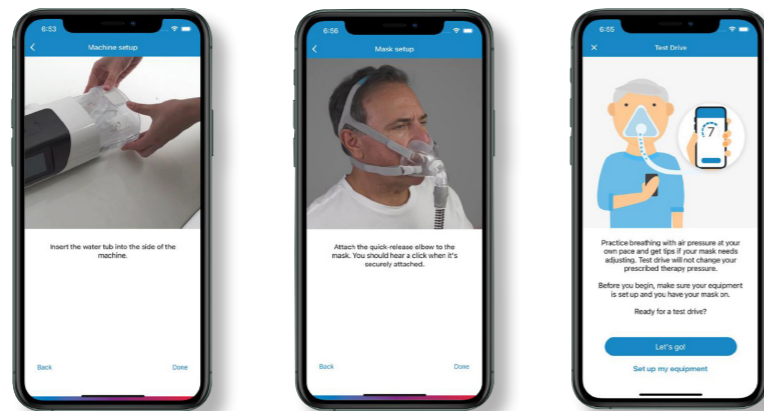 6:53
Machine setup
Insert the water tub into the side of the
machine.
Back
Done
6:56
Mask setup
Attach the quick-release elbow to the
mask. You should hear a click when it's
securely attached.
Back
Done
6:55
Test Drive
7
Practice breathing with air pressure at your
own pace and get tips if your mask needs
adjusting. Test drive will not change your
prescribed therapy pressure.
Before you begin, make sure your equipment
is set up and you have your mask on.
Ready for a test drive?
Let's go!
Set up my equipment